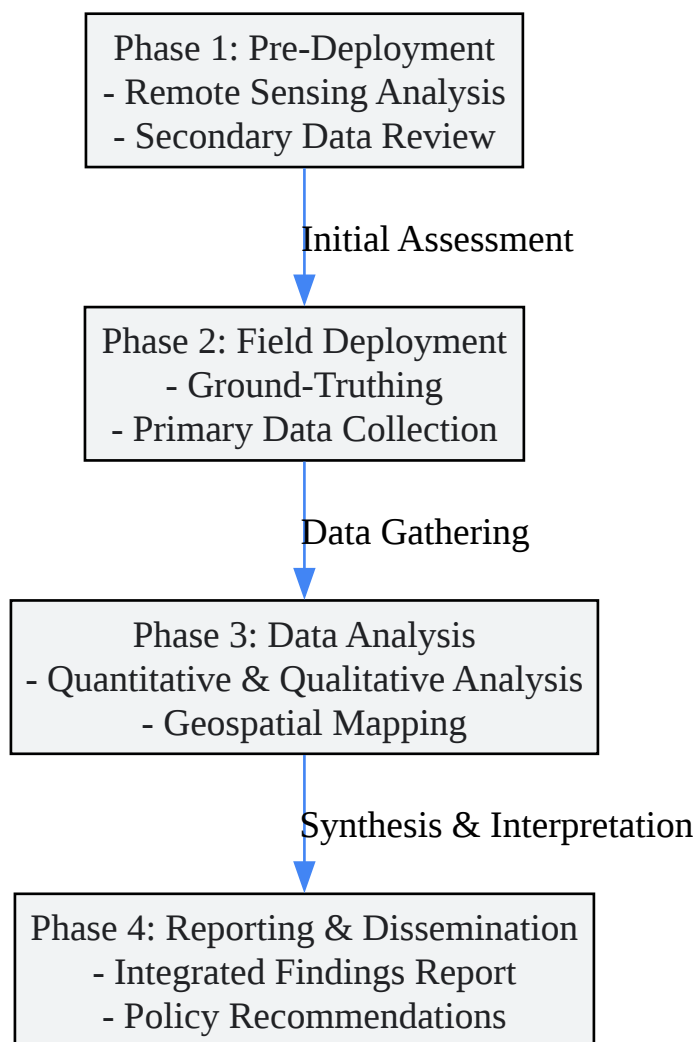 Phase 1: Pre-Deployment
- Remote Sensing Analysis
- Secondary Data Review
Initial Assessment
Phase 2: Field Deployment
- Ground-Truthing
- Primary Data Collection
Data Gathering
Phase 3: Data Analysis
- Quantitative & Qualitative Analysis
- Geospatial Mapping
Synthesis & Interpretation
Phase 4: Reporting & Dissemination
- Integrated Findings Report
- Policy Recommendations